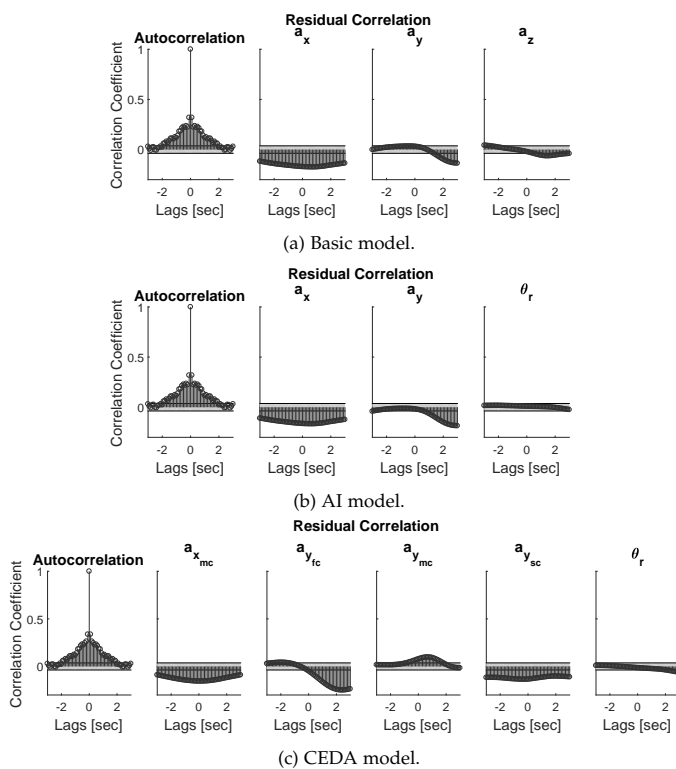 Residual Correlation
Autocorrelation a_x a_y a_z
Correlation Coefficient
1
0.5
0
-2 0 2 -2 0 2 -2 0 2 -2 0 2
Lags [sec] Lags [sec] Lags [sec] Lags [sec]
(a) Basic model.
Residual Correlation
Autocorrelation a_x a_y θ_r
Correlation Coefficient
1
0.5
0
-2 0 2 -2 0 2 -2 0 2 -2 0 2
Lags [sec] Lags [sec] Lags [sec] Lags [sec]
(b) AI model.
Residual Correlation
Autocorrelation a_x_mc a_y_fc a_y_mc a_y_sc θ_r
Correlation Coefficient
1
0.5
0
-2 0 2 -2 0 2 -2 0 2 -2 0 2 -2 0 2 -2 0 2
Lags [sec] Lags [sec] Lags [sec] Lags [sec] Lags [sec] Lags [sec]
(c) CEDA model.